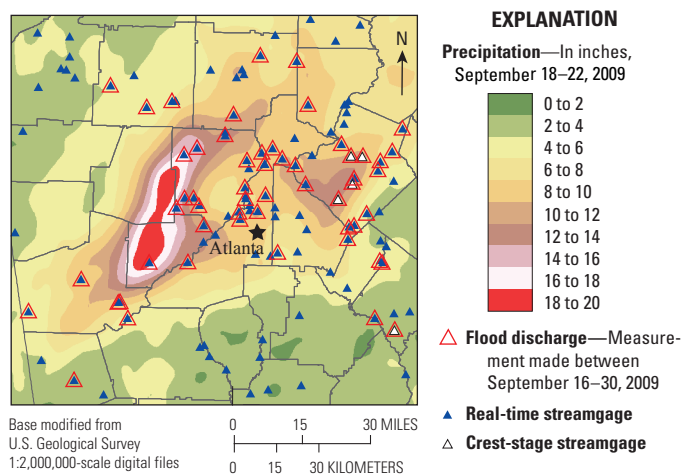 EXPLANATION
Precipitation—In inches,
September 18–22, 2009
0 to 2
2 to 4
4 to 6
6 to 8
8 to 10
10 to 12
12 to 14
14 to 16
16 to 18
18 to 20
Flood discharge—Measure-
ment made between
September 16–30, 2009
Real-time streamgage
Crest-stage streamgage
N
Atlanta
Base modified from
U.S. Geological Survey
1:2,000,000-scale digital files
0 15 30 MILES
0 15 30 KILOMETERS